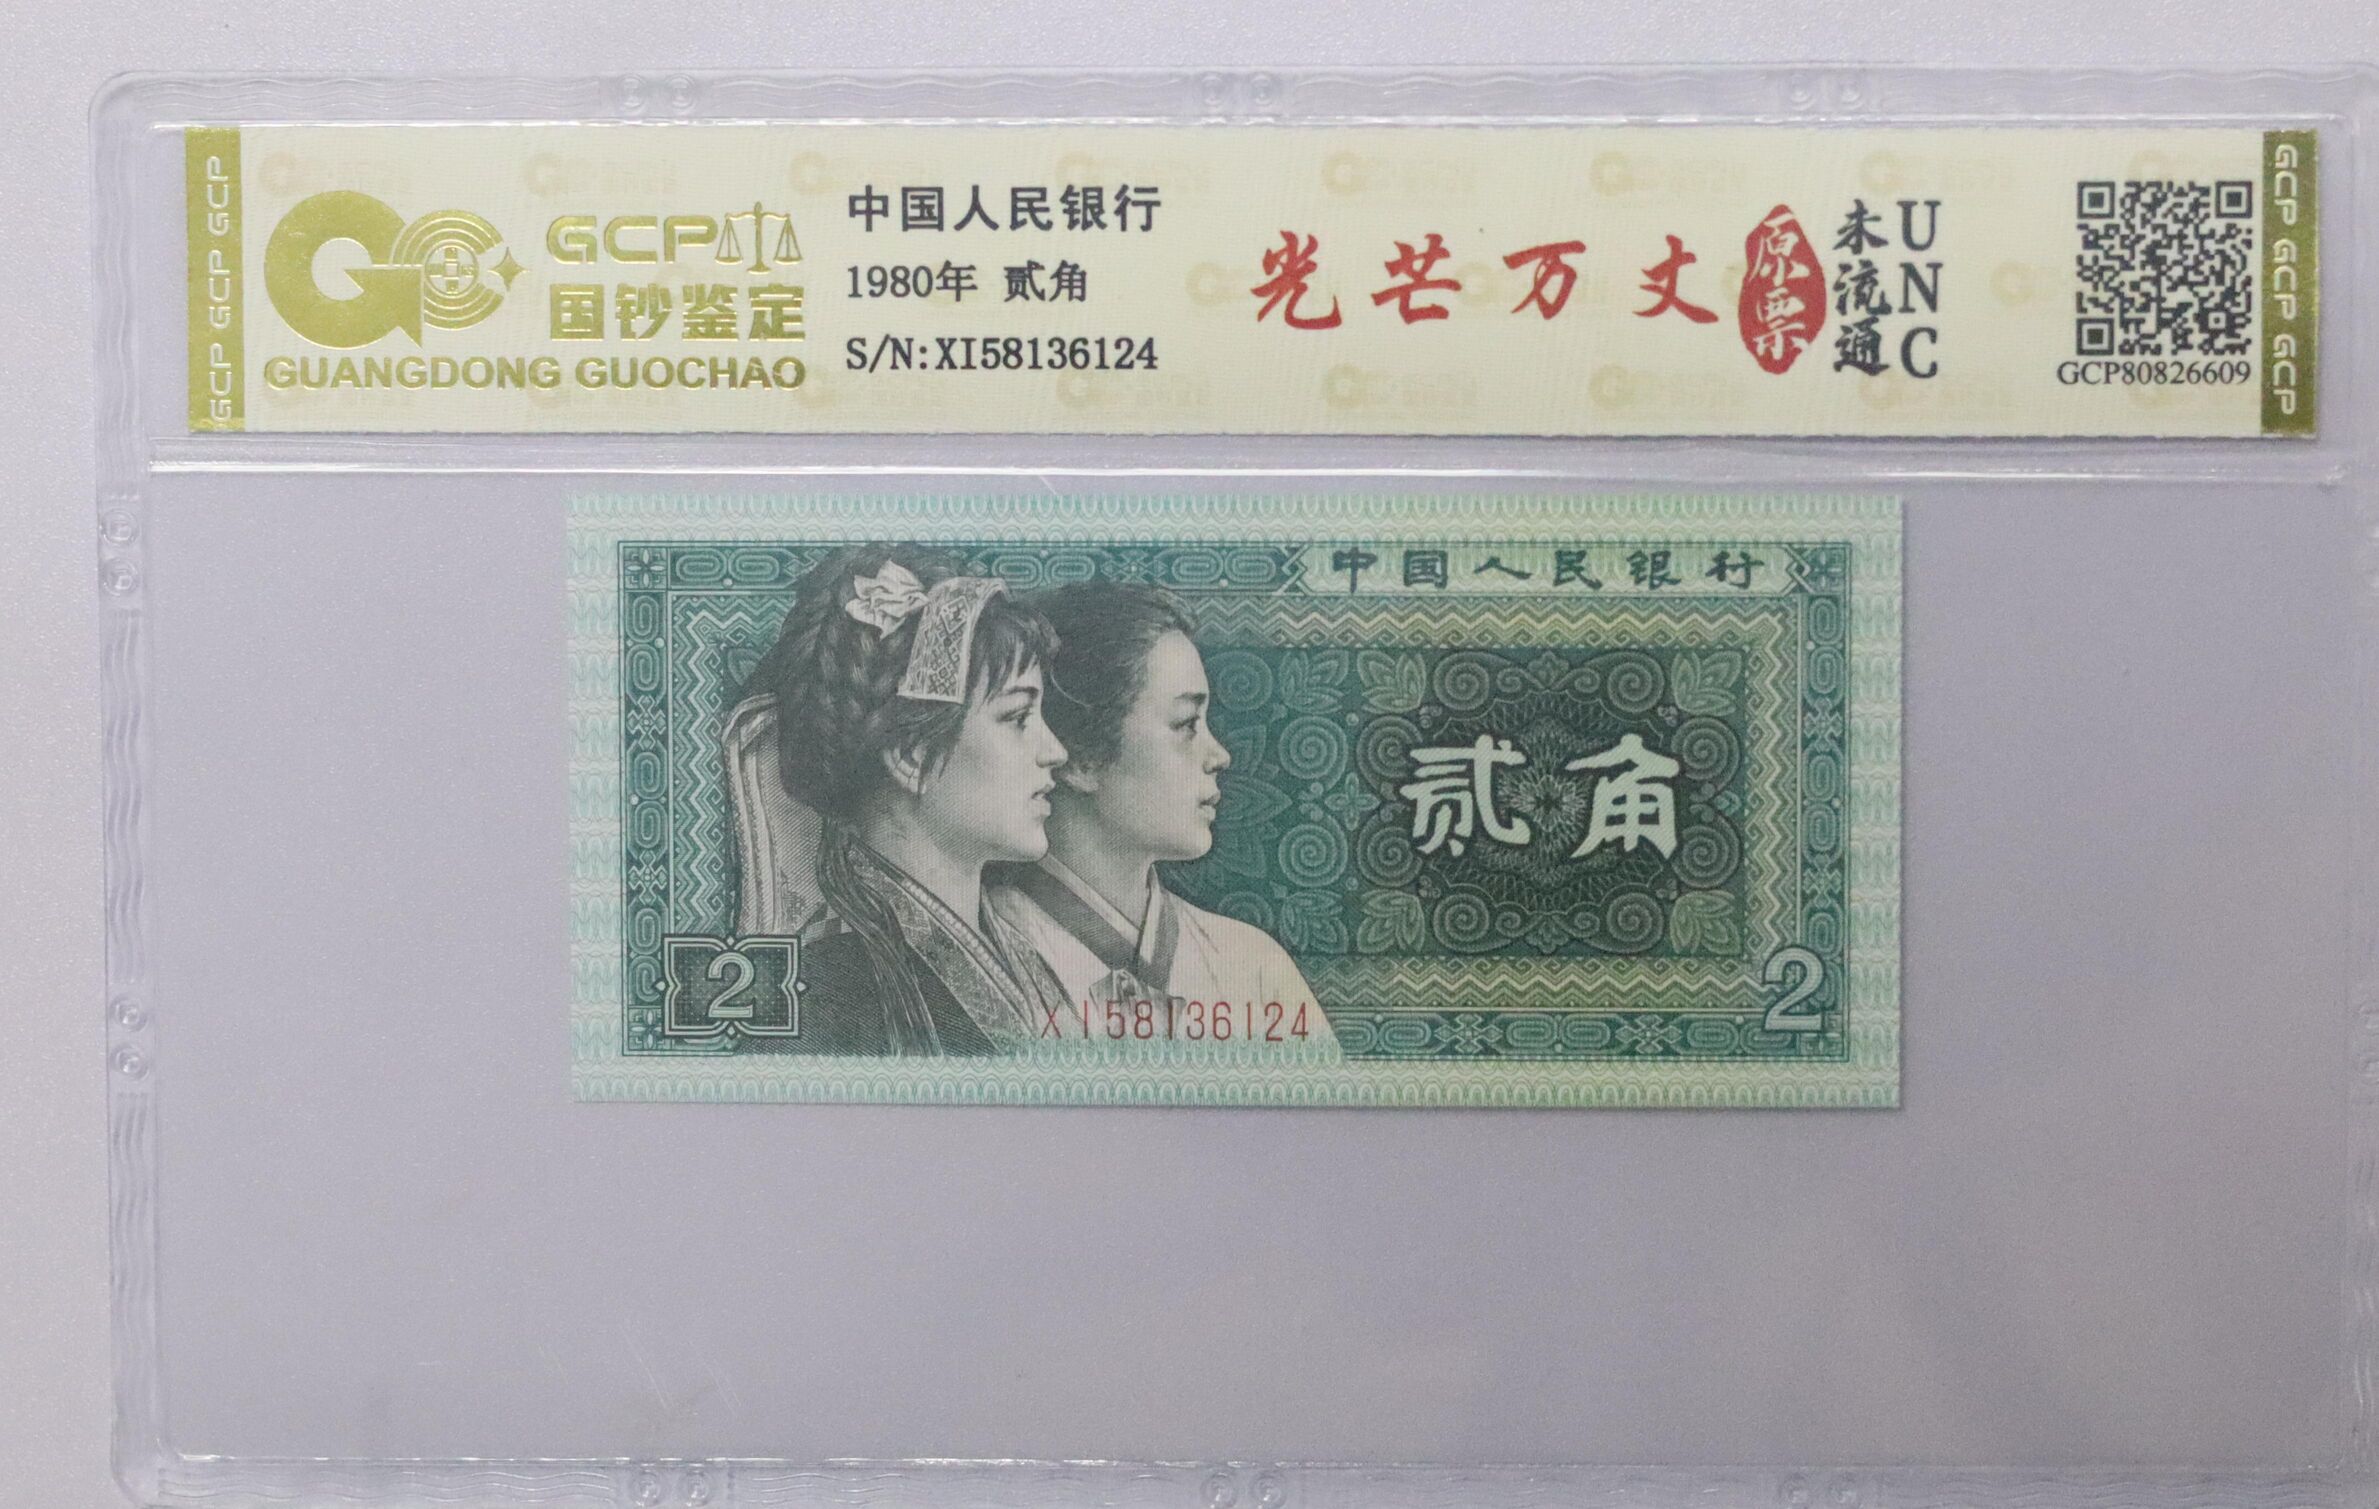 GCP GCP GCP
GCP
国钞鉴定
GUANGDONG GUOCHAO
中国人民银行
1980年 贰角
S/N:XI58136124
光芒万丈
原票
未流通
UNC
GCP80826609
GCP GCP GCP
中国人民银行
贰角
2
XI58136124
2